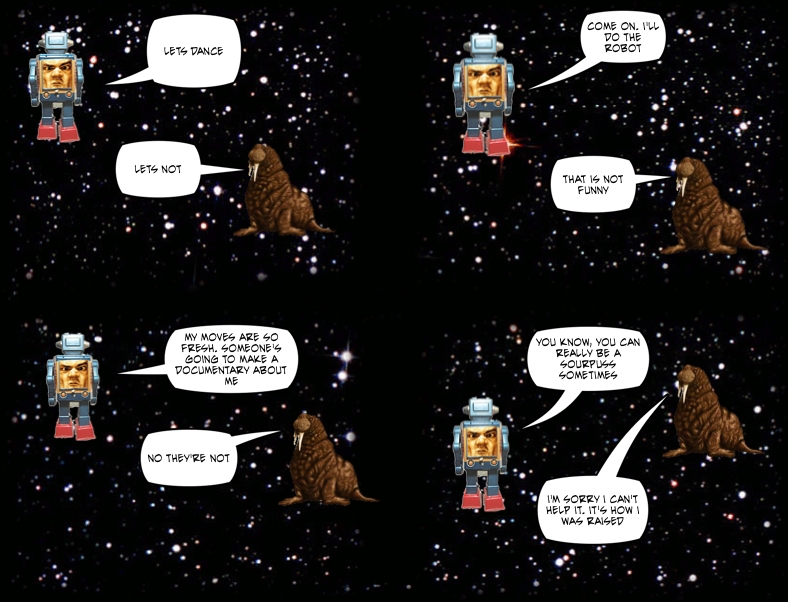 LETS DANCE
LETS NOT
COME ON. I'LL
DO THE
ROBOT
THAT IS NOT
FUNNY
MY MOVES ARE SO
FRESH. SOMEONE'S
GOING TO MAKE A
DOCUMENTARY ABOUT
ME
NO THEY'RE NOT
YOU KNOW, YOU CAN
REALLY BE A
SOURPUSS
SOMETIMES
I'M SORRY I CAN'T
HELP IT. IT'S HOW I
WAS RAISED